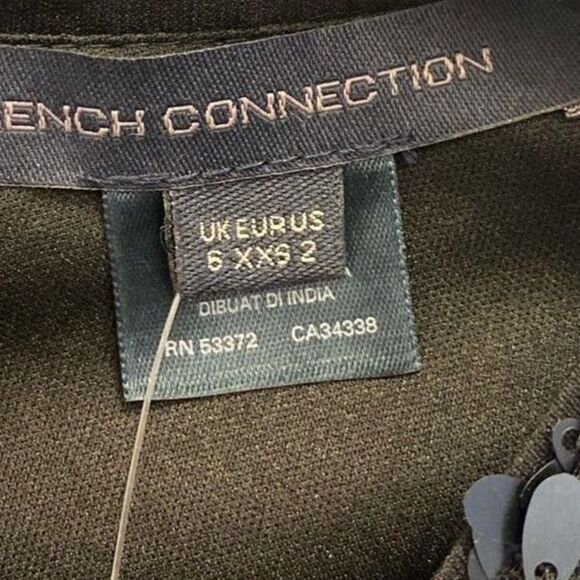 ENCH CONNECTION
UK EUR US
6 XXS 2
DIBUAT DI INDIA
RN 53372 CA34338